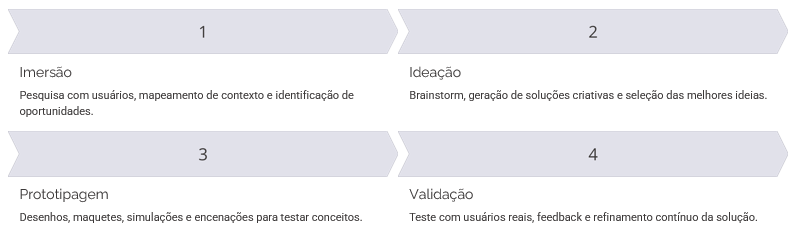 1
Imersão
Pesquisa com usuários, mapeamento de contexto e identificação de
oportunidades.
2
Ideação
Brainstorm, geração de soluções criativas e seleção das melhores ideias.
3
Prototipagem
Desenhos, maquetes, simulações e encenações para testar conceitos.
4
Validação
Teste com usuários reais, feedback e refinamento contínuo da solução.